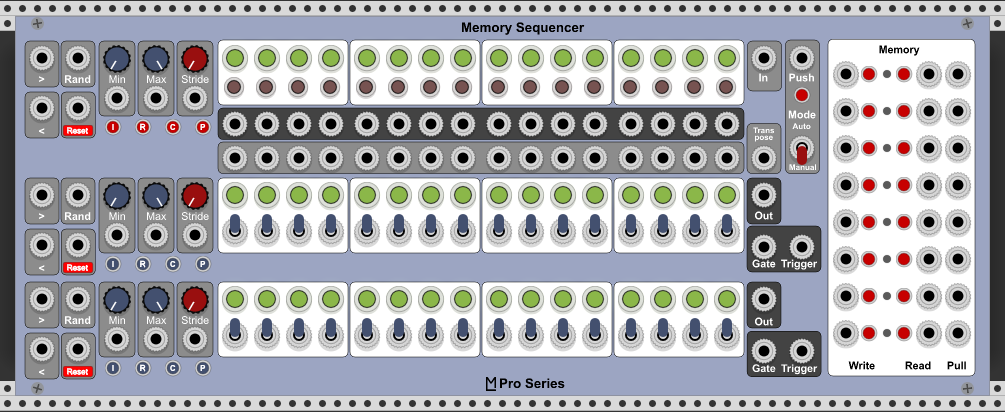 Memory Sequencer
> Rand Min Max Stride
< Reset I R C P
In
Push
Mode
Auto
Manual
Trans
pose
Memory
> Rand Min Max Stride
< Reset I R C P
Out
Gate Trigger
> Rand Min Max Stride
< Reset I R C P
Out
Gate Trigger
Write Read Pull
M Pro Series